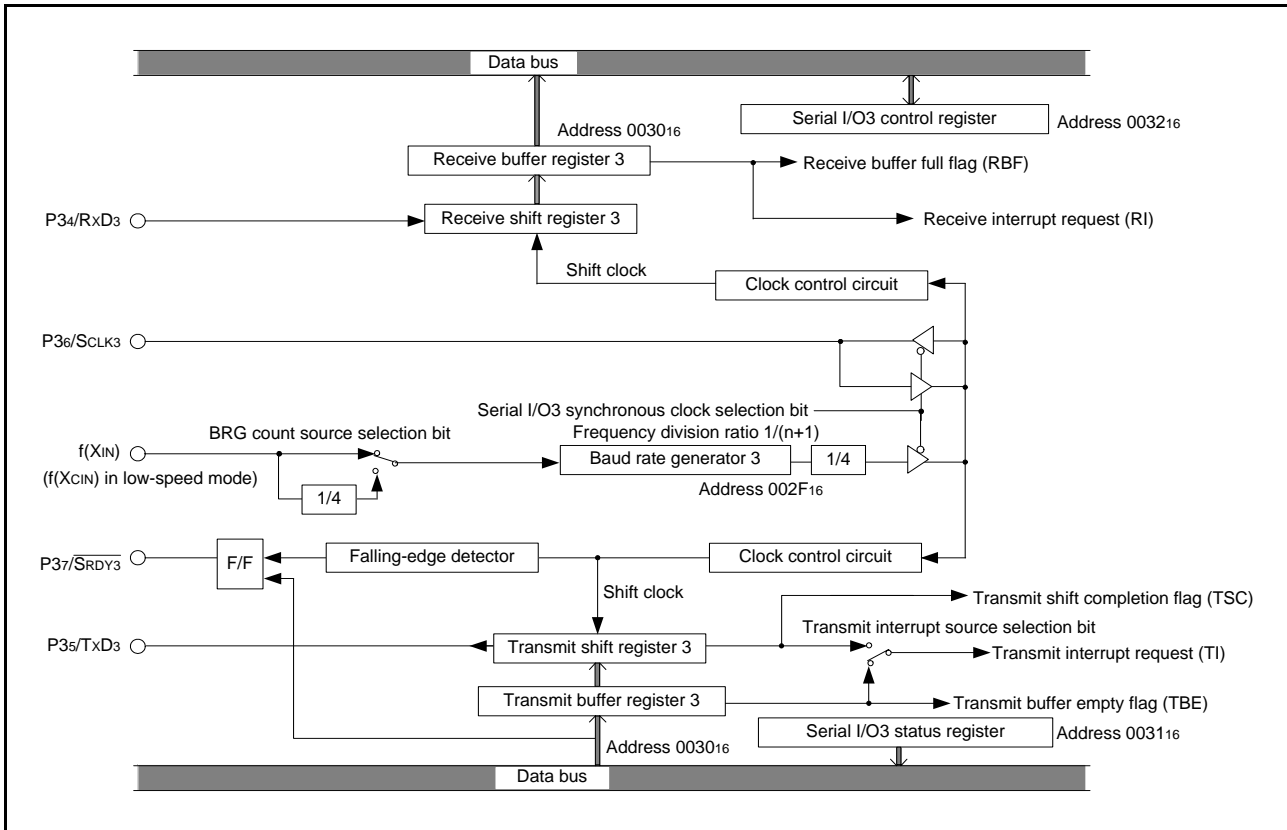 Data bus
Serial I/O3 control register
Address 0032₁₆
Address 0030₁₆
Receive buffer register 3
Receive buffer full flag (RBF)
P3₄/RxD₃
Receive shift register 3
Receive interrupt request (RI)
Shift clock
Clock control circuit
P3₆/SCLK3
Serial I/O3 synchronous clock selection bit
BRG count source selection bit
Frequency division ratio 1/(n+1)
f(XIN)
Baud rate generator 3
1/4
(f(XCIN) in low-speed mode)
1/4
Address 002F₁₆
P3₇/S̅R̅D̅Y̅3̅
F/F
Falling-edge detector
Clock control circuit
Shift clock
Transmit shift completion flag (TSC)
Transmit interrupt source selection bit
P3₅/TxD₃
Transmit shift register 3
Transmit interrupt request (TI)
Transmit buffer register 3
Transmit buffer empty flag (TBE)
Serial I/O3 status register
Address 0031₁₆
Address 0030₁₆
Data bus